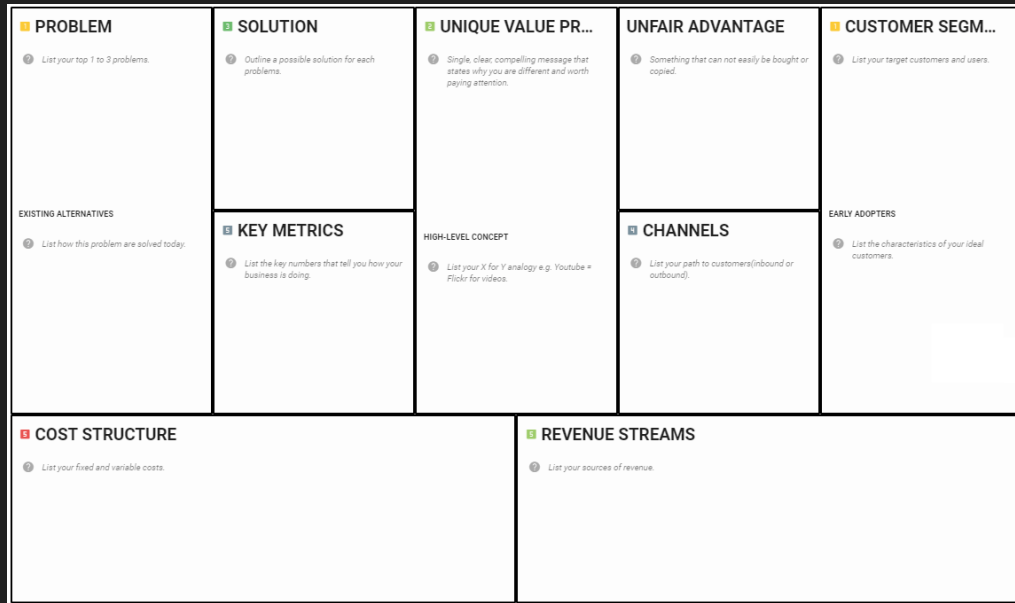 1 PROBLEM
List your top 1 to 3 problems.
EXISTING ALTERNATIVES
List how this problem are solved today.
3 SOLUTION
Outline a possible solution for each
problems.
5 KEY METRICS
List the key numbers that tell you how your
business is doing.
2 UNIQUE VALUE PR...
Single, clear, compelling message that
states why you are different and worth
paying attention.
HIGH-LEVEL CONCEPT
List your X for Y analogy e.g. Youtube =
Flickr for videos.
UNFAIR ADVANTAGE
Something that can not easily be bought or
copied.
4 CHANNELS
List your path to customers(inbound or
outbound).
1 CUSTOMER SEGM...
List your target customers and users.
EARLY ADOPTERS
List the characteristics of your ideal
customers.
5 COST STRUCTURE
List your fixed and variable costs.
REVENUE STREAMS
List your sources of revenue.